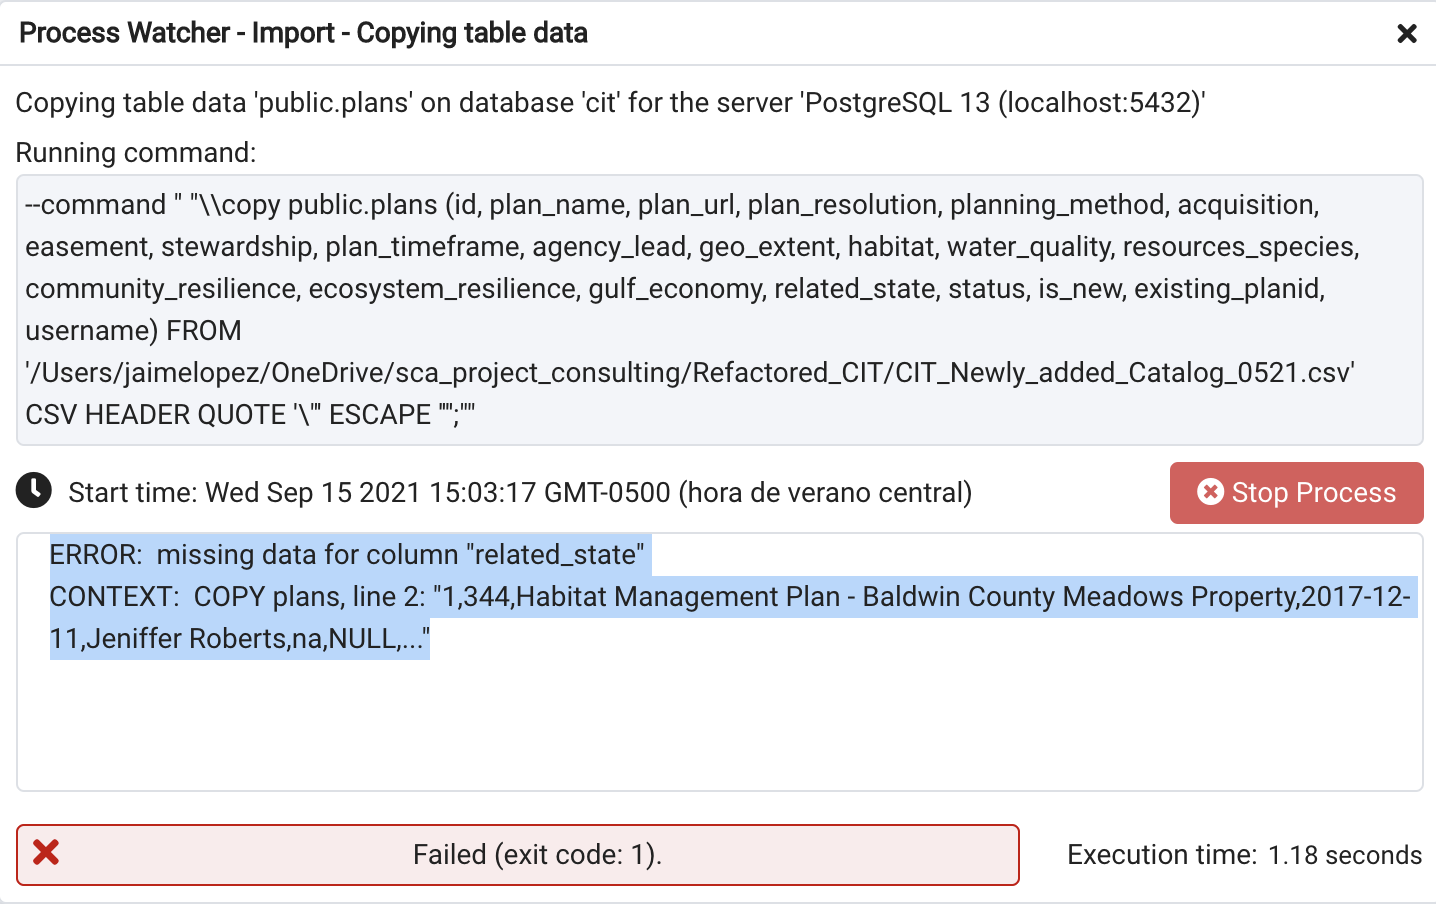 Process Watcher - Import - Copying table data
Copying table data 'public.plans' on database 'cit' for the server 'PostgreSQL 13 (localhost:5432)'
Running command:
--command " "\\copy public.plans (id, plan_name, plan_url, plan_resolution, planning_method, acquisition,
easement, stewardship, plan_timeframe, agency_lead, geo_extent, habitat, water_quality, resources_species,
community_resilience, ecosystem_resilience, gulf_economy, related_state, status, is_new, existing_planid,
username) FROM
'/Users/jaimelopez/OneDrive/sca_project_consulting/Refactored_CIT/CIT_Newly_added_Catalog_0521.csv'
CSV HEADER QUOTE '\"' ESCAPE '''';""
Start time: Wed Sep 15 2021 15:03:17 GMT-0500 (hora de verano central)
Stop Process
ERROR:  missing data for column "related_state"
CONTEXT:  COPY plans, line 2: "1,344,Habitat Management Plan - Baldwin County Meadows Property,2017-12-
11,Jeniffer Roberts,na,NULL,..."
Failed (exit code: 1).
Execution time: 1.18 seconds